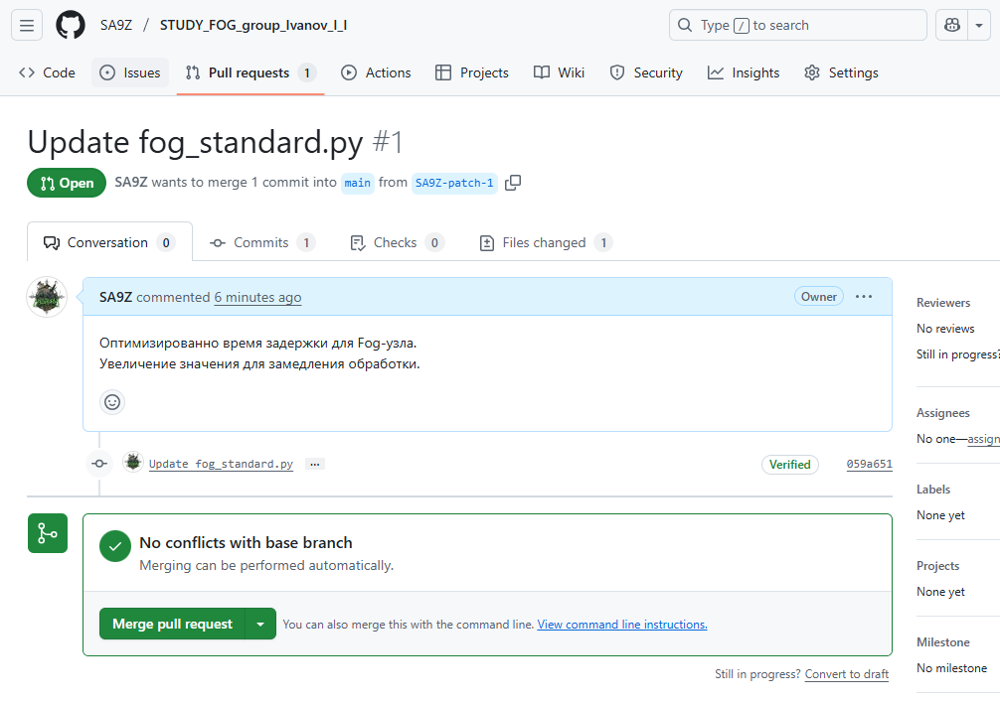 SA9Z / STUDY_FOG_group_Ivanov_I_I
Type / to search
Code Issues Pull requests 1 Actions Projects Wiki Security Insights Settings
Update fog_standard.py #1
Open SA9Z wants to merge 1 commit into main from SA9Z-patch-1
Conversation 0 Commits 1 Checks 0 Files changed 1
SA9Z commented 6 minutes ago Owner ...
Оптимизированно время задержки для Fog-узла.
Увеличение значения для замедления обработки.
Update fog_standard.py ... Verified 059a651
No conflicts with base branch
Merging can be performed automatically.
Merge pull request You can also merge this with the command line. View command line instructions.
Still in progress? Convert to draft
Reviewers
No reviews
Still in progress?
Assignees
No one—assign
Labels
None yet
Projects
None yet
Milestone
No milestone